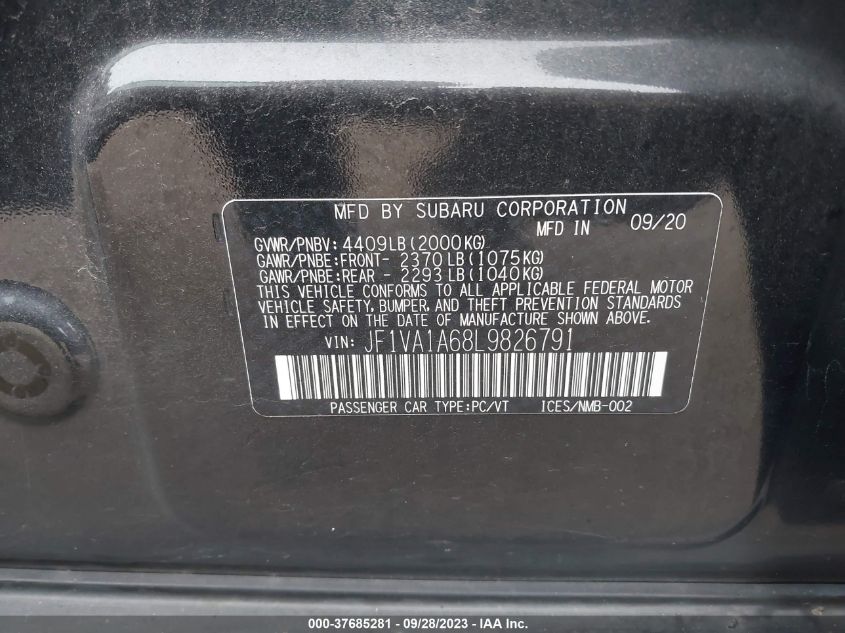 MFD BY SUBARU CORPORATION
MFD IN 09/20
GVWR/PNBV: 4409LB(2000KG)
GAWR/PNBE:FRONT- 2370LB(1075KG)
GAWR/PNBE:REAR - 2293LB(1040KG)
THIS VEHICLE CONFORMS TO ALL APPLICABLE FEDERAL MOTOR
VEHICLE SAFETY, BUMPER, AND THEFT PREVENTION STANDARDS
IN EFFECT ON THE DATE OF MANUFACTURE SHOWN ABOVE.
VIN: JF1VA1A68L9826791
PASSENGER CAR TYPE:PC/VT ICES/NMB-002
000-37685281 - 09/28/2023 - IAA Inc.